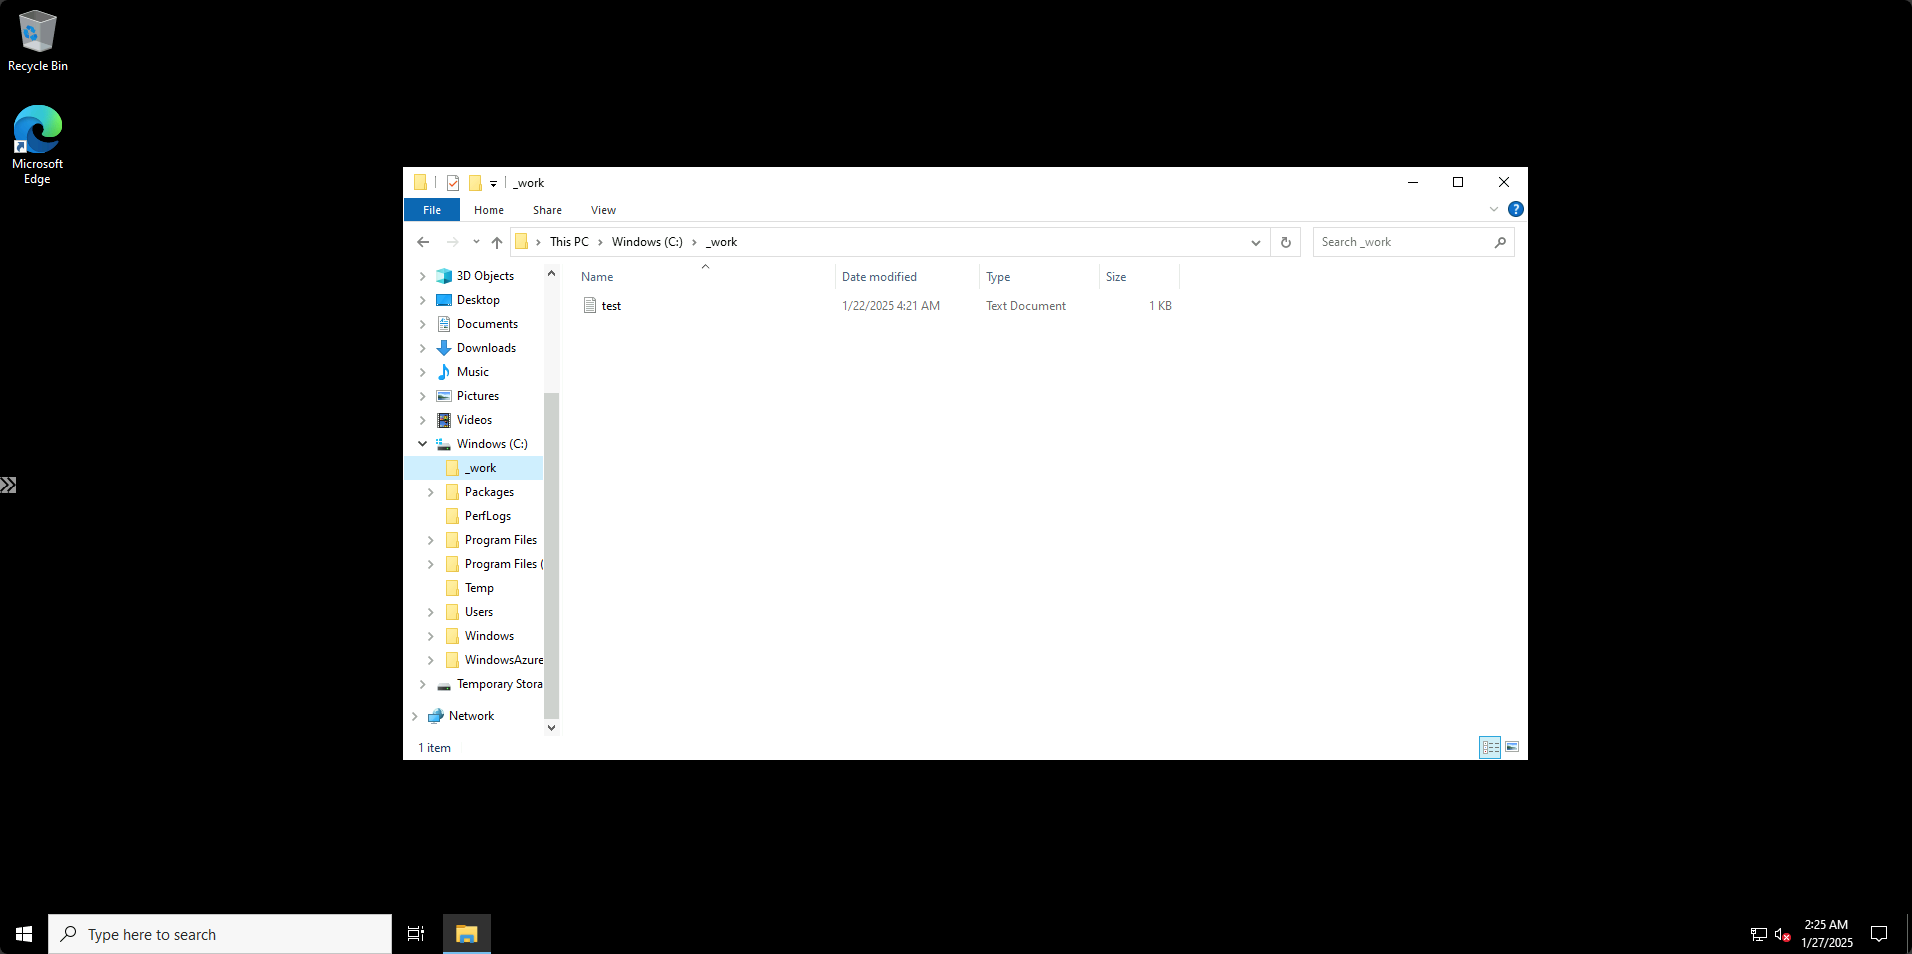 Recycle Bin
Microsoft
Edge
_work
File Home Share View
This PC Windows (C:) _work
Search _work
Name Date modified Type Size
test 1/22/2025 4:21 AM Text Document 1 KB
3D Objects
Desktop
Documents
Downloads
Music
Pictures
Videos
Windows (C:)
_work
Packages
PerfLogs
Program Files
Program Files (
Temp
Users
Windows
WindowsAzure
Temporary Stora
Network
1 item
Type here to search
2:25 AM
1/27/2025